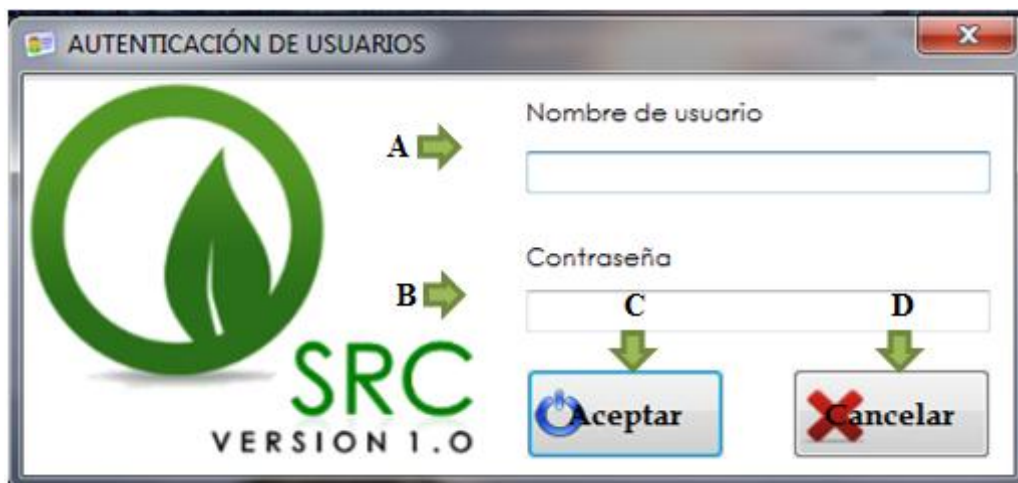 AUTENTICACIÓN DE USUARIOS
Nombre de usuario
A
Contraseña
B
C
D
SRC
VERSION 1.0
Aceptar
Cancelar